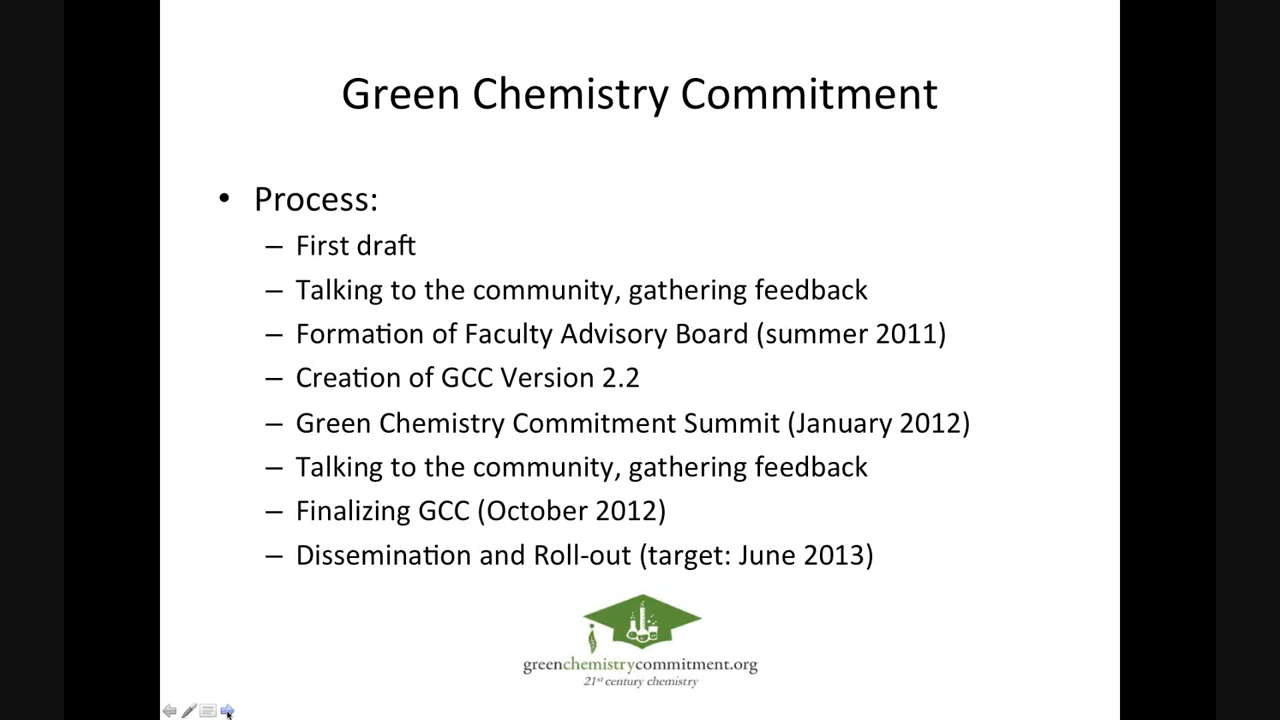 Green Chemistry Commitment
• Process:
– First draft
– Talking to the community, gathering feedback
– Formation of Faculty Advisory Board (summer 2011)
– Creation of GCC Version 2.2
– Green Chemistry Commitment Summit (January 2012)
– Talking to the community, gathering feedback
– Finalizing GCC (October 2012)
– Dissemination and Roll-out (target: June 2013)
greenchemistrycommitment.org
21st century chemistry